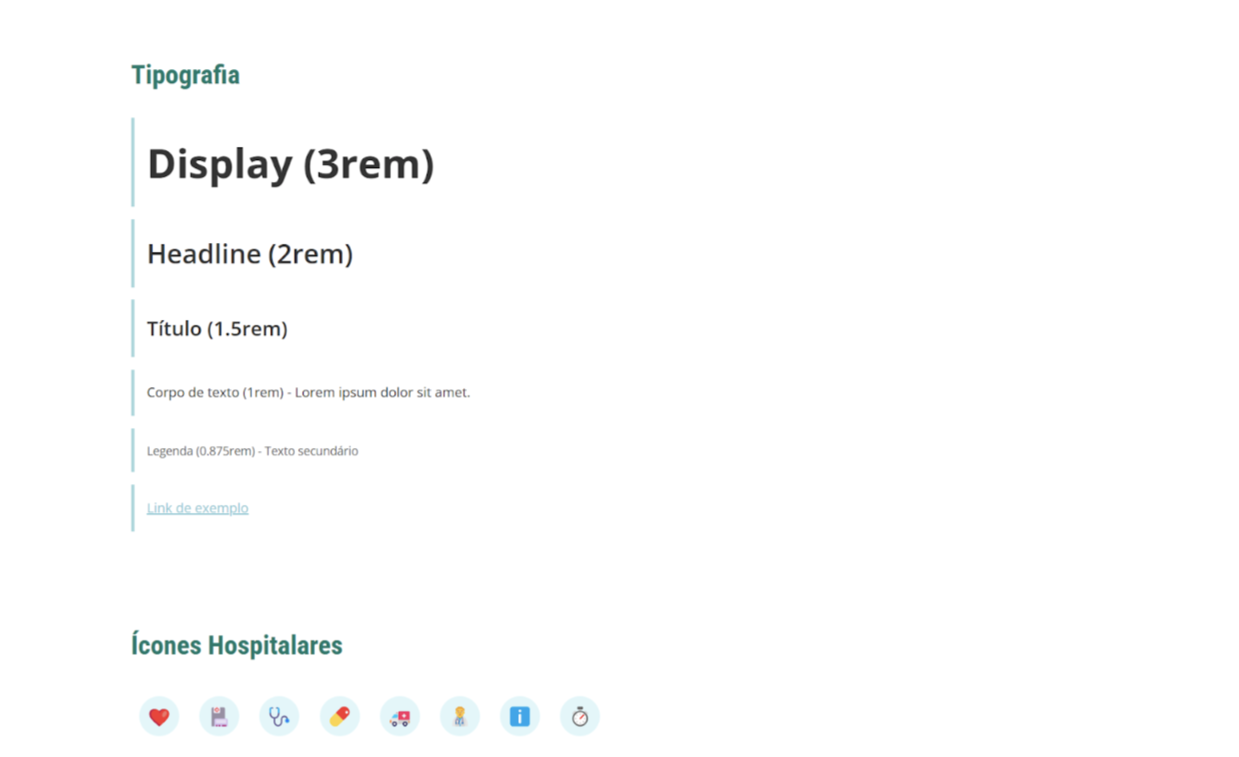 Tipografia
Display (3rem)
Headline (2rem)
Título (1.5rem)
Corpo de texto (1rem) - Lorem ipsum dolor sit amet.
Legenda (0.875rem) - Texto secundário
Link de exemplo
Ícones Hospitalares